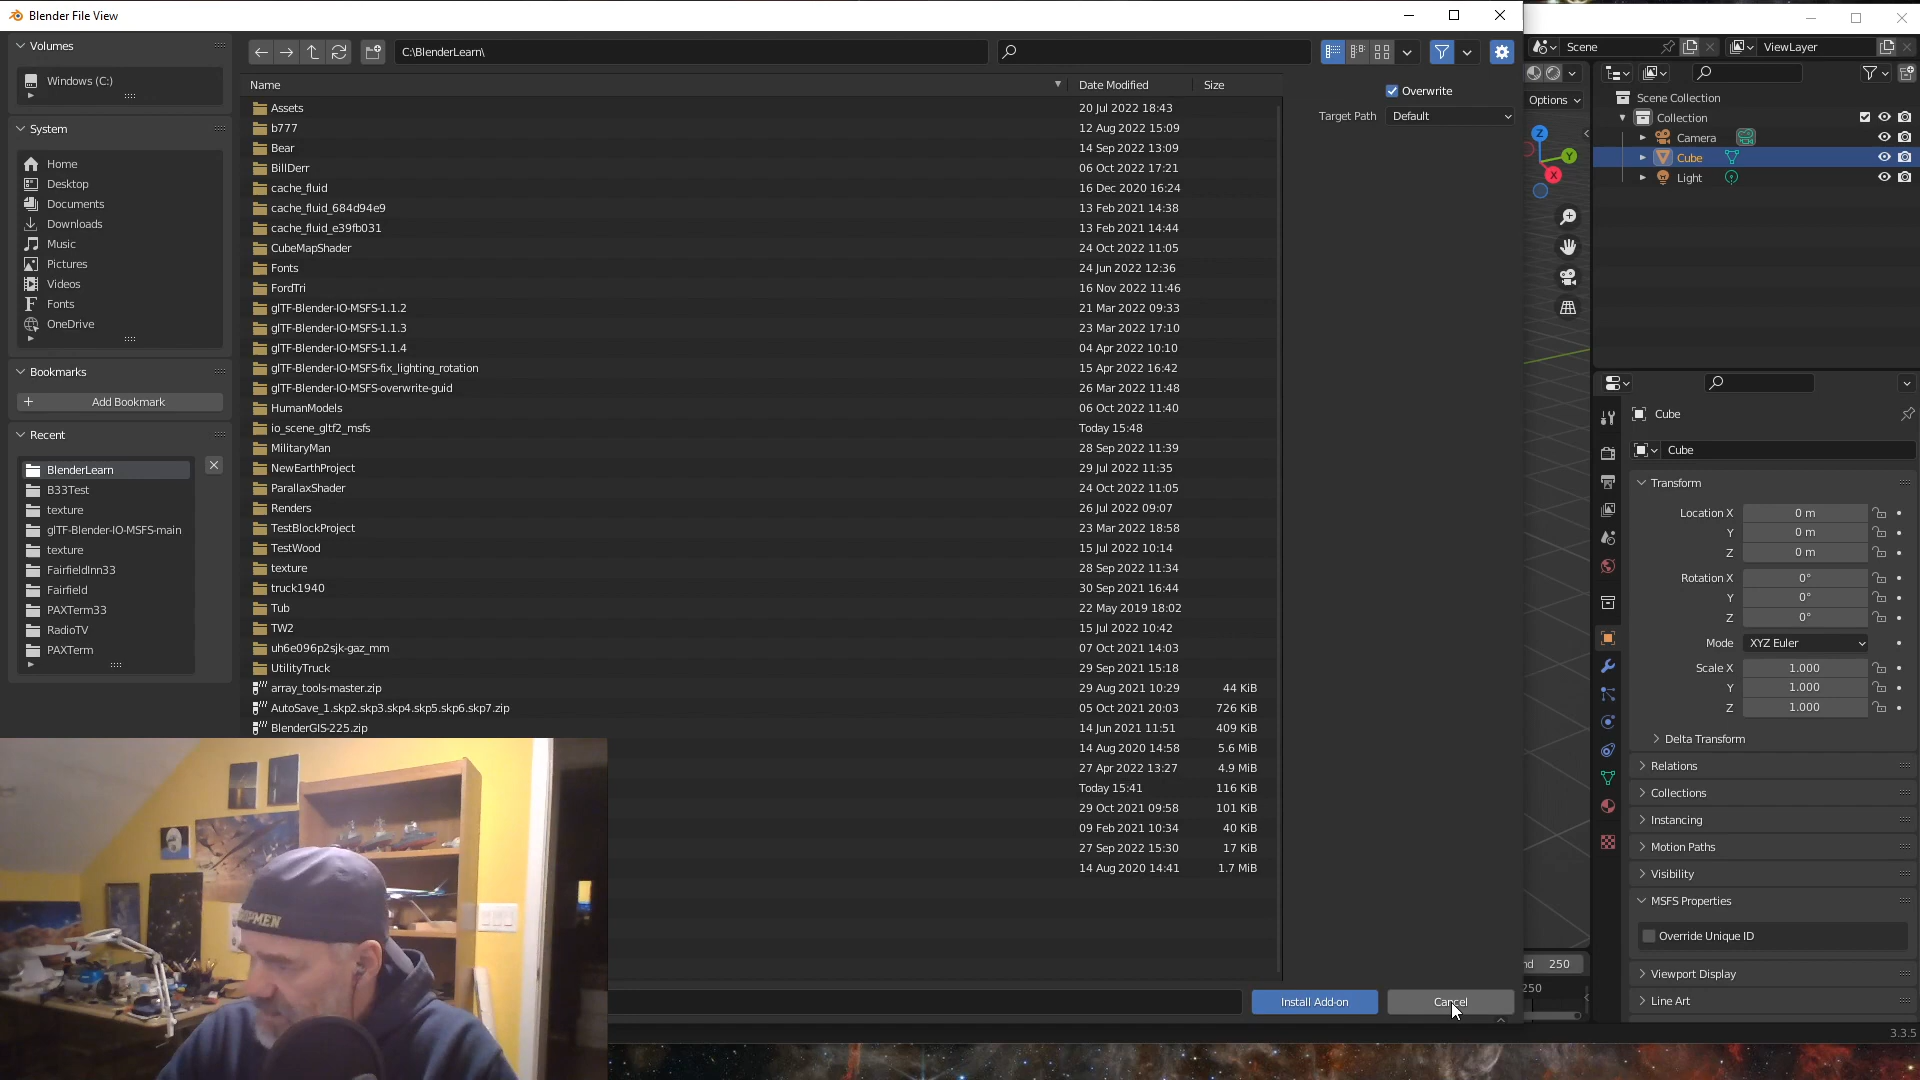 Blender File View
Volumes
Windows (C:)
System
Home
Desktop
Documents
Downloads
Music
Pictures
Videos
Fonts
OneDrive
Bookmarks
Add Bookmark
Recent
BlenderLearn
B33Test
texture
glTF-Blender-IO-MSFS-main
texture
FairfieldInn33
Fairfield
PAXTerm33
RadioTV
PAXTerm
C:\BlenderLearn\
Name Date Modified Size
Assets 20 Jul 2022 18:43
b777 12 Aug 2022 15:09
Bear 14 Sep 2022 13:09
BillDerr 06 Oct 2022 17:21
cache_fluid 16 Dec 2020 16:24
cache_fluid_684d94e9 13 Feb 2021 14:38
cache_fluid_e39fb031 13 Feb 2021 14:44
CubeMapShader 24 Oct 2022 11:05
Fonts 24 Jun 2022 12:36
FordTri 16 Nov 2022 11:46
glTF-Blender-IO-MSFS-1.1.2 21 Mar 2022 09:33
glTF-Blender-IO-MSFS-1.1.3 23 Mar 2022 17:10
glTF-Blender-IO-MSFS-1.1.4 04 Apr 2022 10:10
glTF-Blender-IO-MSFS-fix_lighting_rotation 15 Apr 2022 16:42
glTF-Blender-IO-MSFS-overwrite-guid 26 Mar 2022 11:48
HumanModels 06 Oct 2022 11:40
io_scene_gltf2_msfs Today 15:48
MilitaryMan 28 Sep 2022 11:39
NewEarthProject 29 Jul 2022 11:35
ParallaxShader 24 Oct 2022 11:05
Renders 26 Jul 2022 09:07
TestBlockProject 23 Mar 2022 18:58
TestWood 15 Jul 2022 10:14
texture 28 Sep 2022 11:34
truck1940 30 Sep 2021 16:44
Tub 22 May 2019 18:02
TW2 15 Jul 2022 10:42
uh6e096p2sjk-gaz_mm 07 Oct 2021 14:03
UtilityTruck 29 Sep 2021 15:18
array_tools-master.zip 29 Aug 2021 10:29 44 KiB
AutoSave_1.skp2.skp3.skp4.skp5.skp6.skp7.zip 05 Oct 2021 20:03 726 KiB
BlenderGIS-225.zip 14 Jun 2021 11:51 409 KiB
14 Aug 2020 14:58 5.6 MiB
27 Apr 2022 13:27 4.9 MiB
Today 15:41 116 KiB
29 Oct 2021 09:58 101 KiB
09 Feb 2021 10:34 40 KiB
27 Sep 2022 15:30 17 KiB
14 Aug 2020 14:41 1.7 MiB
Overwrite
Target Path Default
Install Add-on Cancel
Scene ViewLayer
Options
Z
Y
X
Scene Collection
Collection
Camera
Cube
Light
Cube
Cube
Transform
Location X 0 m
Y 0 m
Z 0 m
Rotation X 0°
Y 0°
Z 0°
Mode XYZ Euler
Scale X 1.000
Y 1.000
Z 1.000
Delta Transform
Relations
Collections
Instancing
Motion Paths
Visibility
MSFS Properties
Override Unique ID
Viewport Display
Line Art
nd 250
250
3.3.5